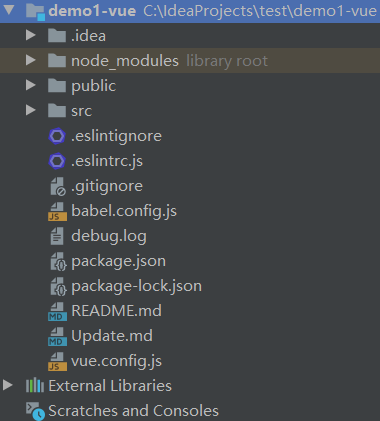 demo1-vue C:\IdeaProjects\test\demo1-vue
.idea
node_modules library root
public
src
.eslintignore
.eslintrc.js
.gitignore
babel.config.js
debug.log
package.json
package-lock.json
README.md
Update.md
vue.config.js
External Libraries
Scratches and Consoles